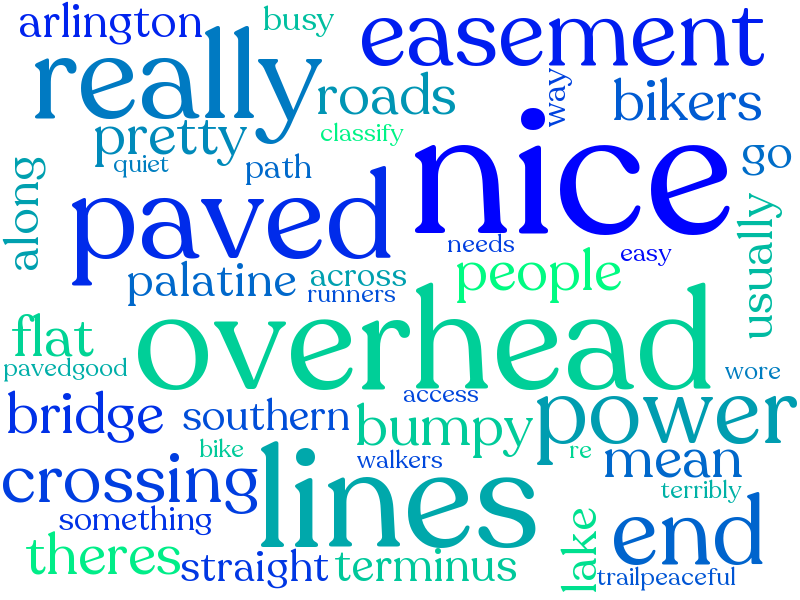 arlington
busy
easement
really
roads
way
bikers
pretty
classify
nice
go
quiet
path
along
paved
needs
easy
usually
palatine
across
people
runners
overhead
flat
pavedgood
wore
access
bridge
southern
bumpy
power
bike
walkers
re
mean
crossing
lines
terribly
something
end
theres
straight
terminus
lake
trailpeaceful